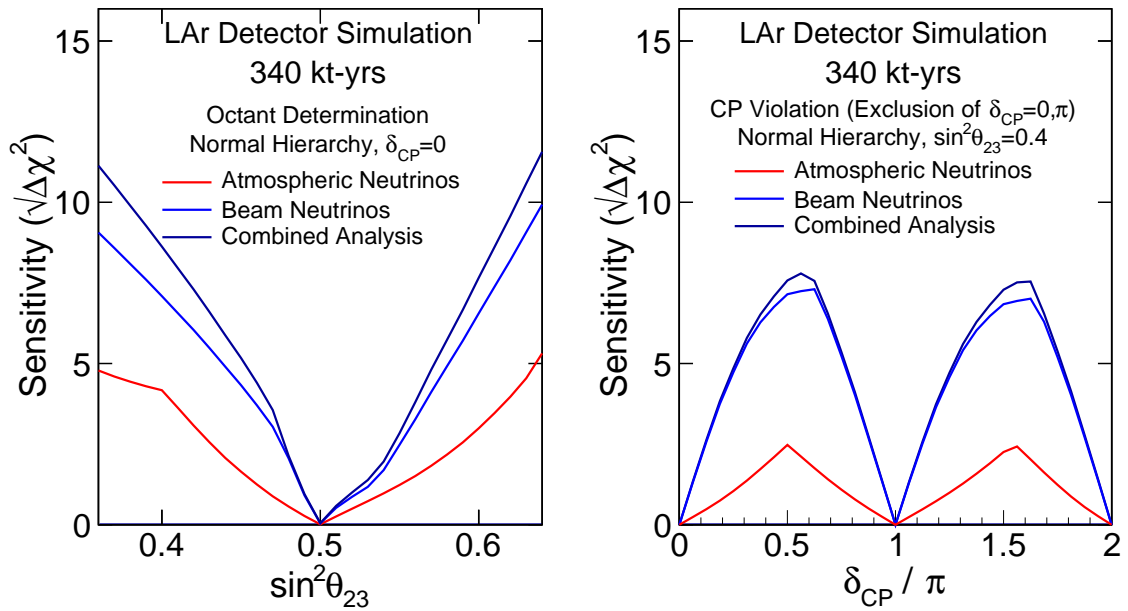 LAr Detector Simulation
340 kt-yrs
Octant Determination
Normal Hierarchy, δCP=0
Atmospheric Neutrinos
Beam Neutrinos
Combined Analysis
Sensitivity (√Δχ²)
15
10
5
0
0.4 0.5 0.6
sin²θ23
LAr Detector Simulation
340 kt-yrs
CP Violation (Exclusion of δCP=0,π)
Normal Hierarchy, sin²θ23=0.4
Atmospheric Neutrinos
Beam Neutrinos
Combined Analysis
Sensitivity (√Δχ²)
15
10
5
0
0 0.5 1 1.5 2
δCP / π